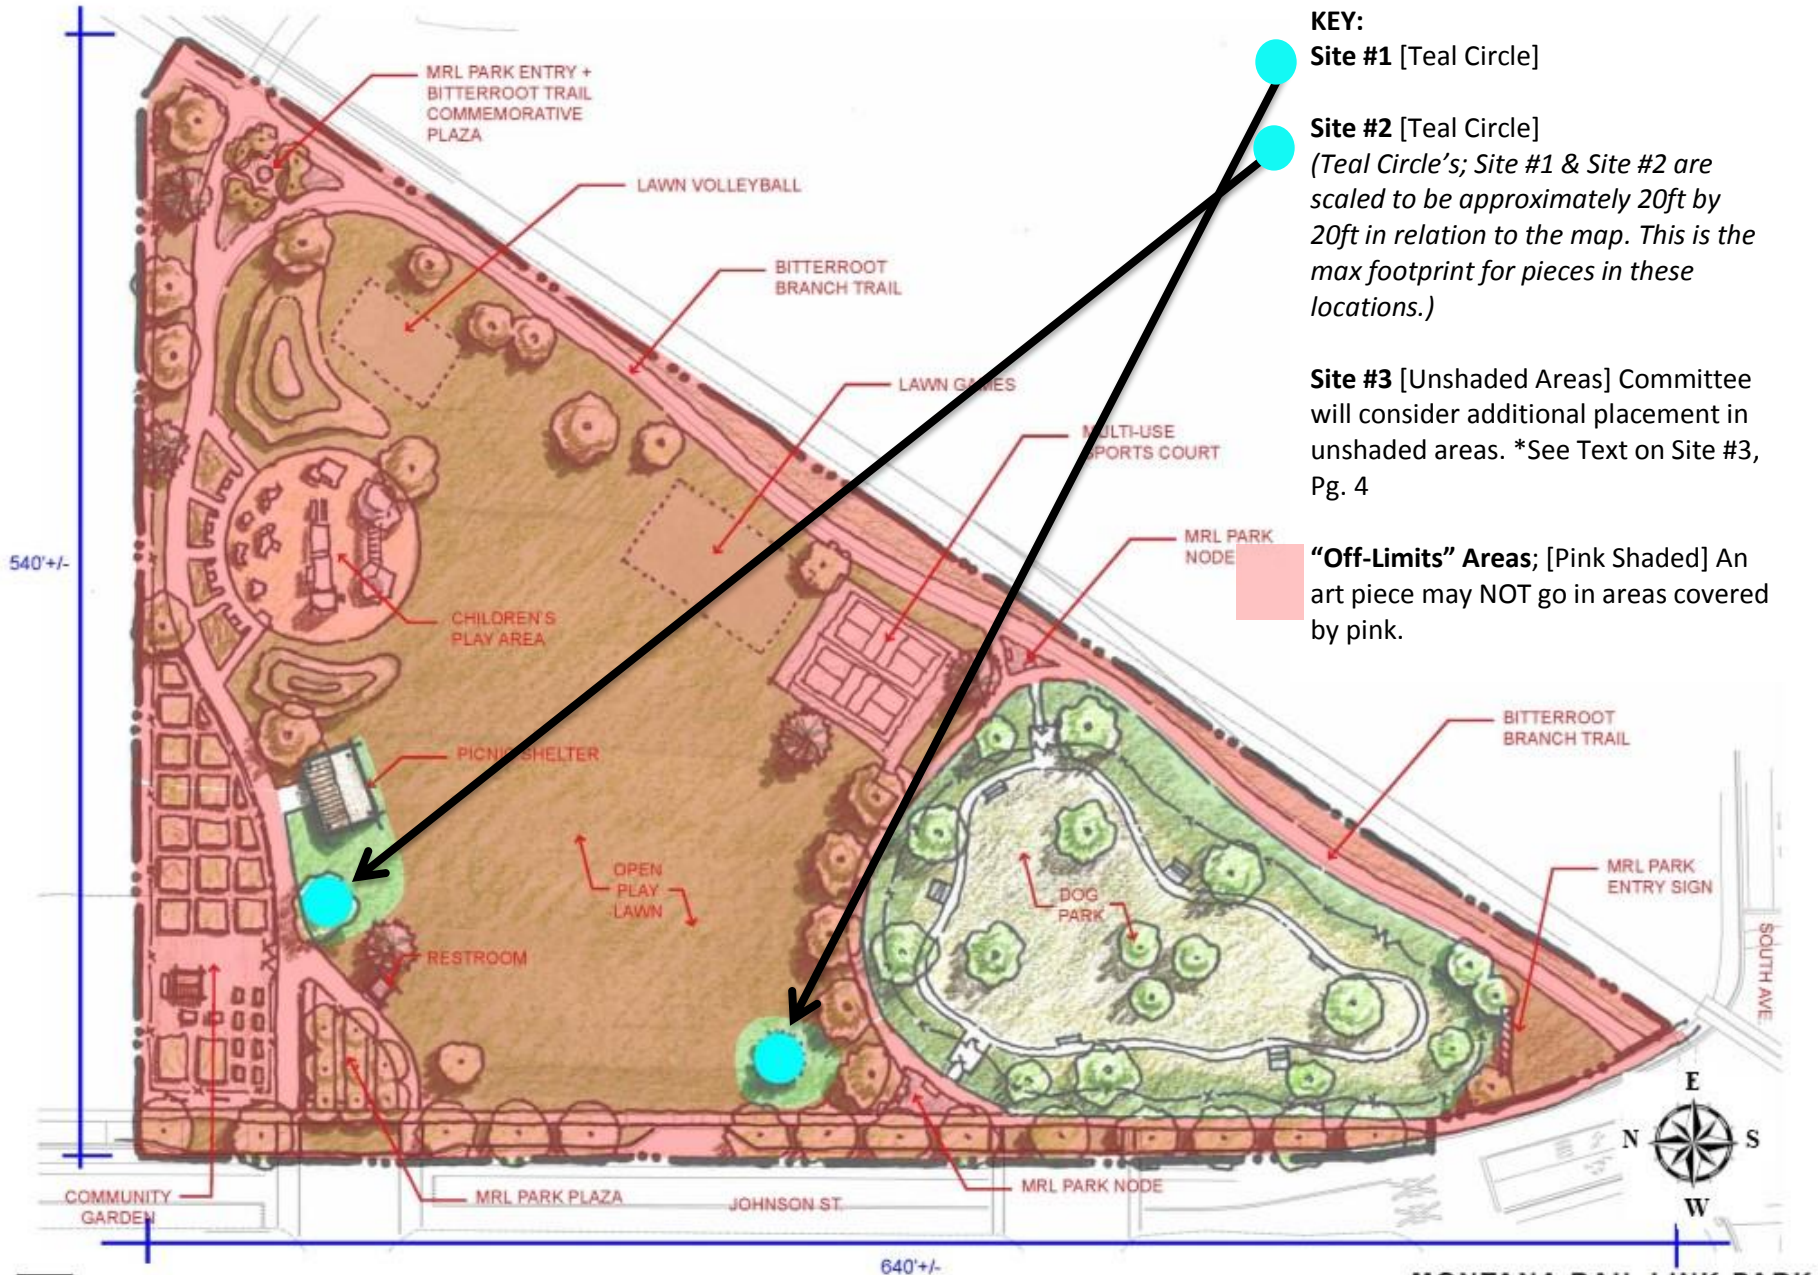 KEY:
Site #1 [Teal Circle]
Site #2 [Teal Circle]
(Teal Circle's; Site #1 & Site #2 are
scaled to be approximately 20ft by
20ft in relation to the map. This is the
max footprint for pieces in these
locations.)
Site #3 [Unshaded Areas] Committee
will consider additional placement in
unshaded areas. *See Text on Site #3,
Pg. 4
“Off-Limits” Areas; [Pink Shaded] An
art piece may NOT go in areas covered
by pink.
MRL PARK ENTRY +
BITTERROOT TRAIL
COMMEMORATIVE
PLAZA
LAWN VOLLEYBALL
BITTERROOT
BRANCH TRAIL
LAWN GAMES
MULTI-USE
SPORTS COURT
MRL PARK
NODE
540'+/-
CHILDREN'S
PLAY AREA
PICNIC SHELTER
BITTERROOT
BRANCH TRAIL
OPEN
PLAY
LAWN
DOG
PARK
MRL PARK
ENTRY SIGN
RESTROOM
SOUTH AVE.
E
N
S
W
COMMUNITY
GARDEN
MRL PARK PLAZA
JOHNSON ST.
MRL PARK NODE
640'+/-
MONTANA RAIL LINK PARK